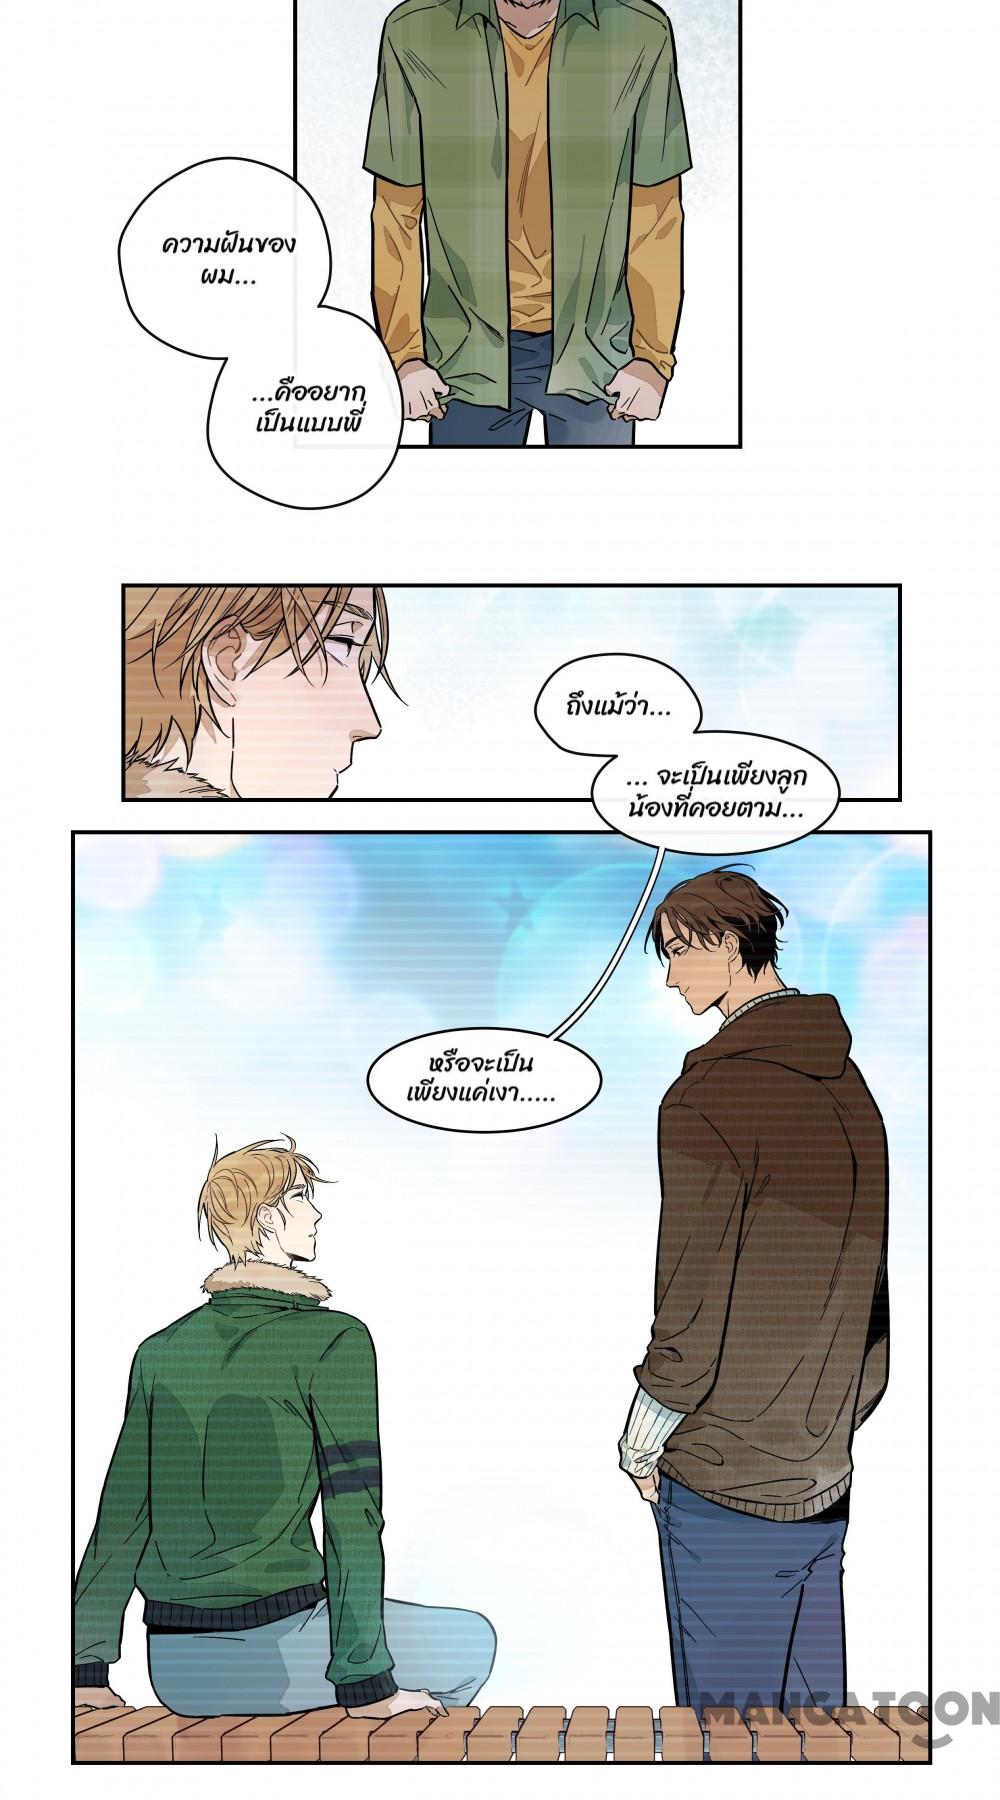 ความฝันของ
ผม...
...คืออยาก
เป็นแบบพี่
ถึงแม้ว่า...
... จะเป็นเพียงลูก
น้องที่คอยตาม...
หรือจะเป็น
เพียงแค่เงา.....
MANGATOON